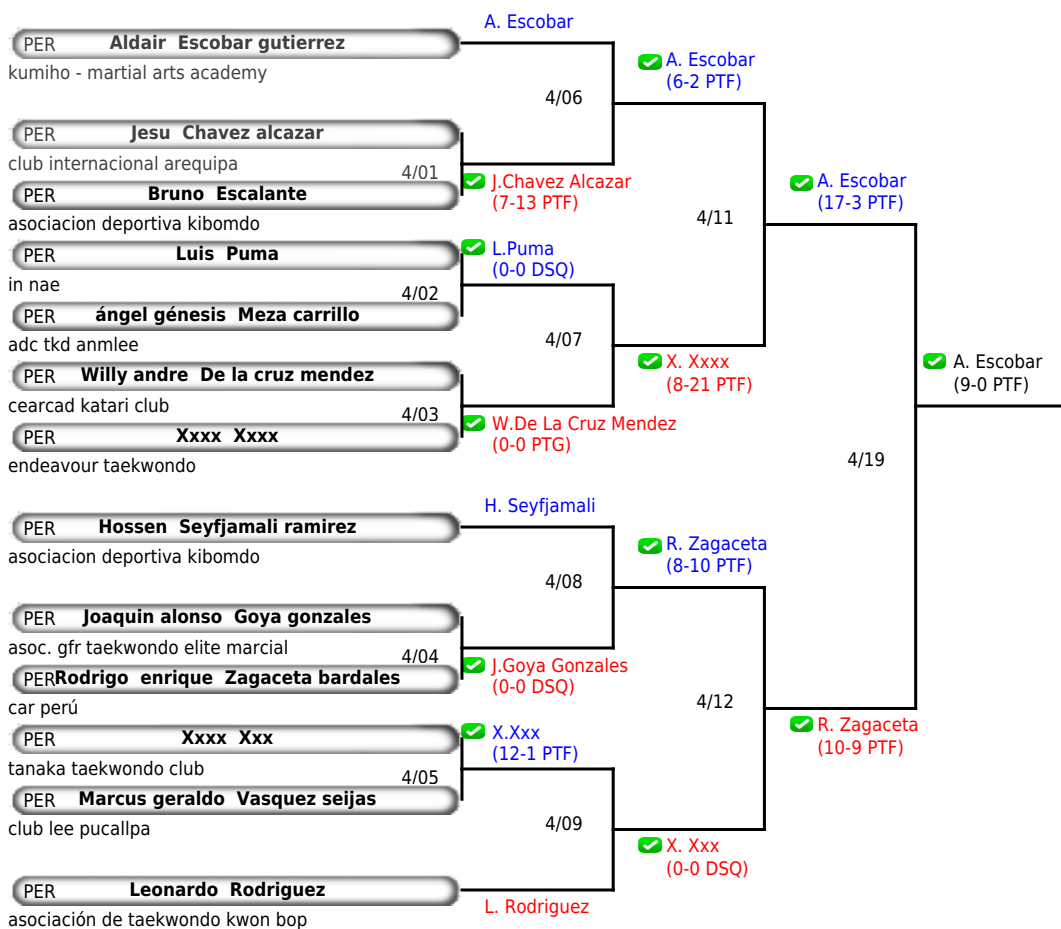 A. Escobar
PER Aldair Escobar gutierrez
kumiho - martial arts academy
A. Escobar
(6-2 PTF)
4/06
PER Jesu Chavez alcazar
club internacional arequipa
4/01
J.Chavez Alcazar
(7-13 PTF)
PER Bruno Escalante
asociacion deportiva kibomdo
A. Escobar
(17-3 PTF)
4/11
PER Luis Puma
in nae
L.Puma
(0-0 DSQ)
4/02
PER ángel génesis Meza carrillo
adc tkd anmlee
4/07
X. Xxxx
(8-21 PTF)
PER Willy andre De la cruz mendez
cearcad katari club
4/03
W.De La Cruz Mendez
(0-0 PTG)
PER Xxxx Xxxx
endeavour taekwondo
A. Escobar
(9-0 PTF)
4/19
H. Seyfjamali
PER Hossen Seyfjamali ramirez
asociacion deportiva kibomdo
R. Zagaceta
(8-10 PTF)
4/08
PER Joaquin alonso Goya gonzales
asoc. gfr taekwondo elite marcial
4/04
J.Goya Gonzales
(0-0 DSQ)
PER Rodrigo enrique Zagaceta bardales
car perú
4/12
R. Zagaceta
(10-9 PTF)
PER Xxxx Xxx
tanaka taekwondo club
X.Xxx
(12-1 PTF)
4/05
PER Marcus geraldo Vasquez seijas
club lee pucallpa
4/09
X. Xxx
(0-0 DSQ)
PER Leonardo Rodriguez
asociación de taekwondo kwon bop
L. Rodriguez